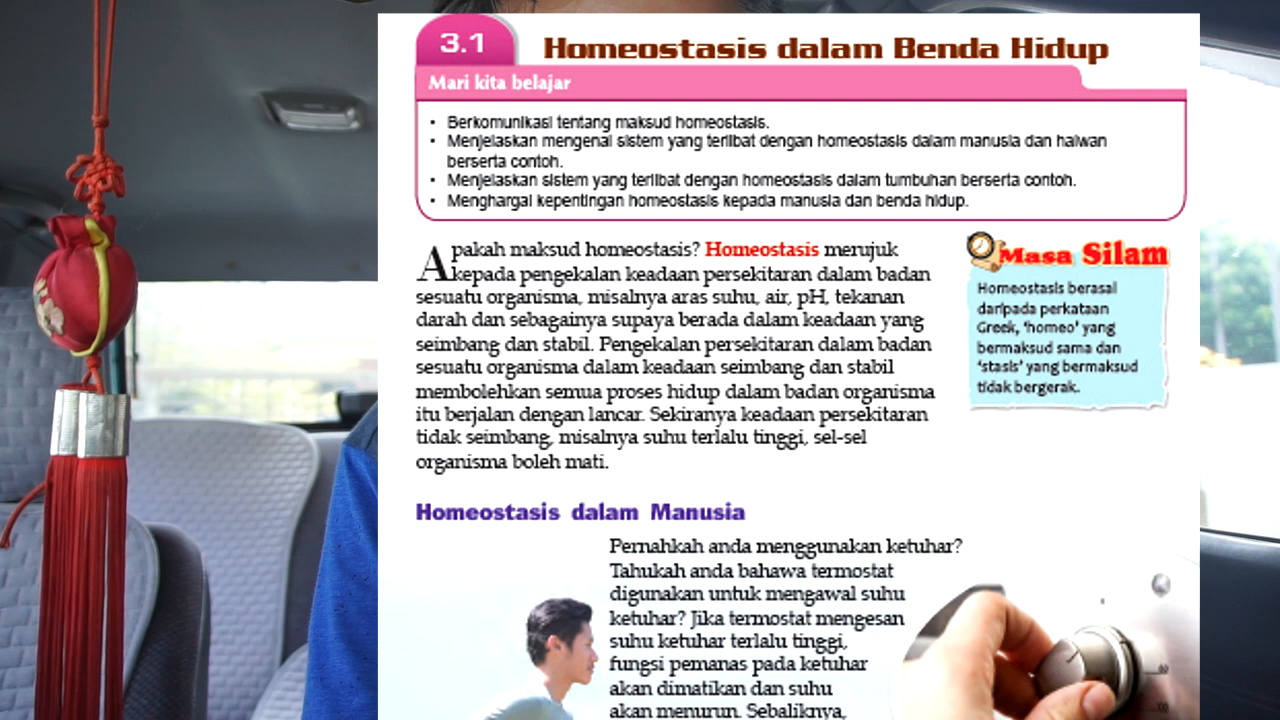 3.1
Homeostasis dalam Benda Hidup
Mari kita belajar
• Berkomunikasi tentang maksud homeostasis.
• Menjelaskan mengenai sistem yang terlibat dengan homeostasis dalam manusia dan haiwan
berserta contoh.
• Menjelaskan sistem yang terlibat dengan homeostasis dalam tumbuhan berserta contoh.
• Menghargai kepentingan homeostasis kepada manusia dan benda hidup.
Apakah maksud homeostasis? Homeostasis merujuk
kepada pengekalan keadaan persekitaran dalam badan
sesuatu organisma, misalnya aras suhu, air, pH, tekanan
darah dan sebagainya supaya berada dalam keadaan yang
seimbang dan stabil. Pengekalan persekitaran dalam badan
sesuatu organisma dalam keadaan seimbang dan stabil
membolehkan semua proses hidup dalam badan organisma
itu berjalan dengan lancar. Sekiranya keadaan persekitaran
tidak seimbang, misalnya suhu terlalu tinggi, sel-sel
organisma boleh mati.
Masa Silam
Homeostasis berasal
daripada perkataan
Greek, 'homeo' yang
bermaksud sama dan
'stasis' yang bermaksud
tidak bergerak.
Homeostasis dalam Manusia
Pernahkah anda menggunakan ketuhar?
Tahukah anda bahawa termostat
digunakan untuk mengawal suhu
ketuhar? Jika termostat mengesan
suhu ketuhar terlalu tinggi,
fungsi pemanas pada ketuhar
akan dimatikan dan suhu
akan menurun. Sebaliknya,